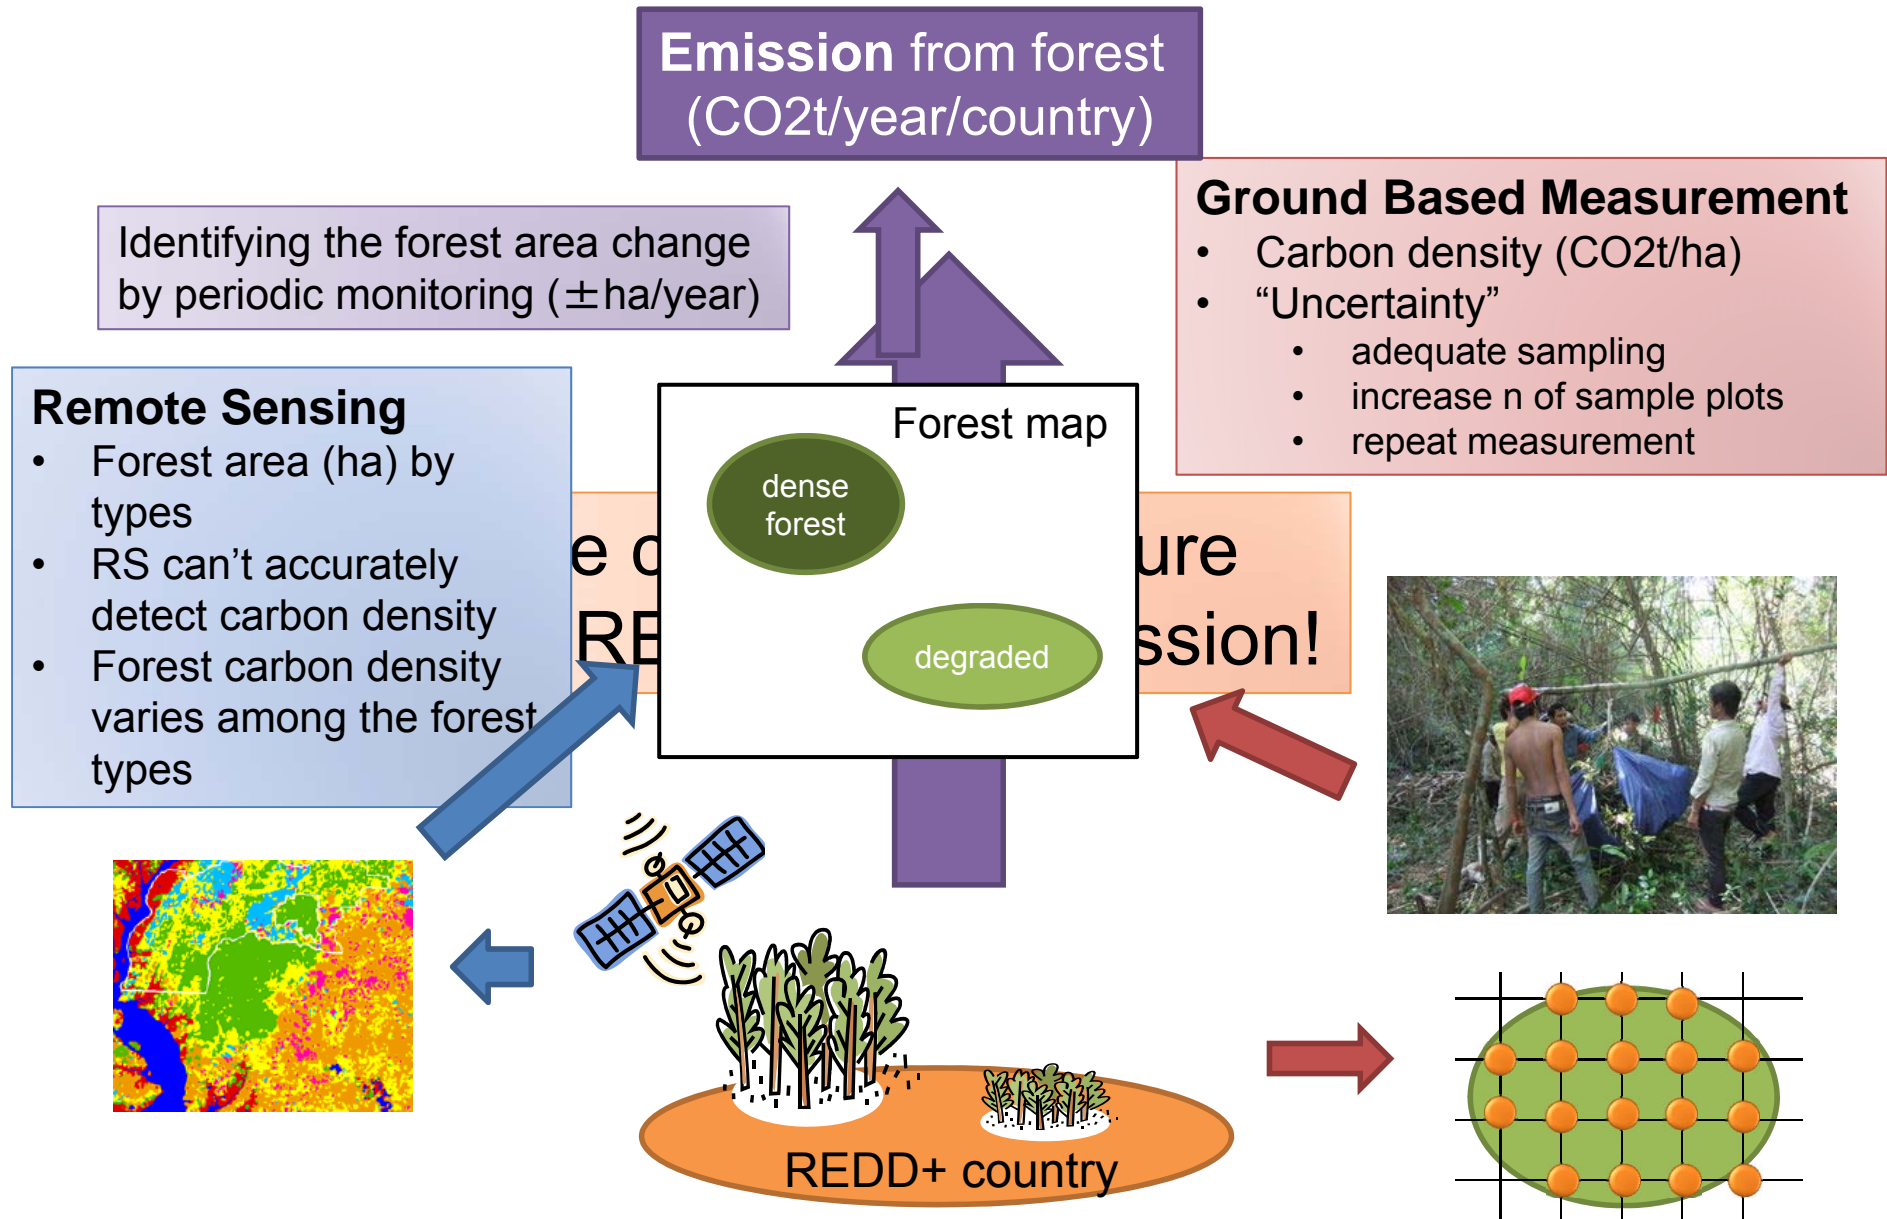 Emission from forest
(CO2t/year/country)
Identifying the forest area change
by periodic monitoring (±ha/year)
Ground Based Measurement
• Carbon density (CO2t/ha)
• “Uncertainty”
• adequate sampling
• increase n of sample plots
• repeat measurement
Remote Sensing
• Forest area (ha) by
types
• RS can’t accurately
detect carbon density
• Forest carbon density
varies among the forest
types
Forest map
dense
forest
degraded
REDD+ country